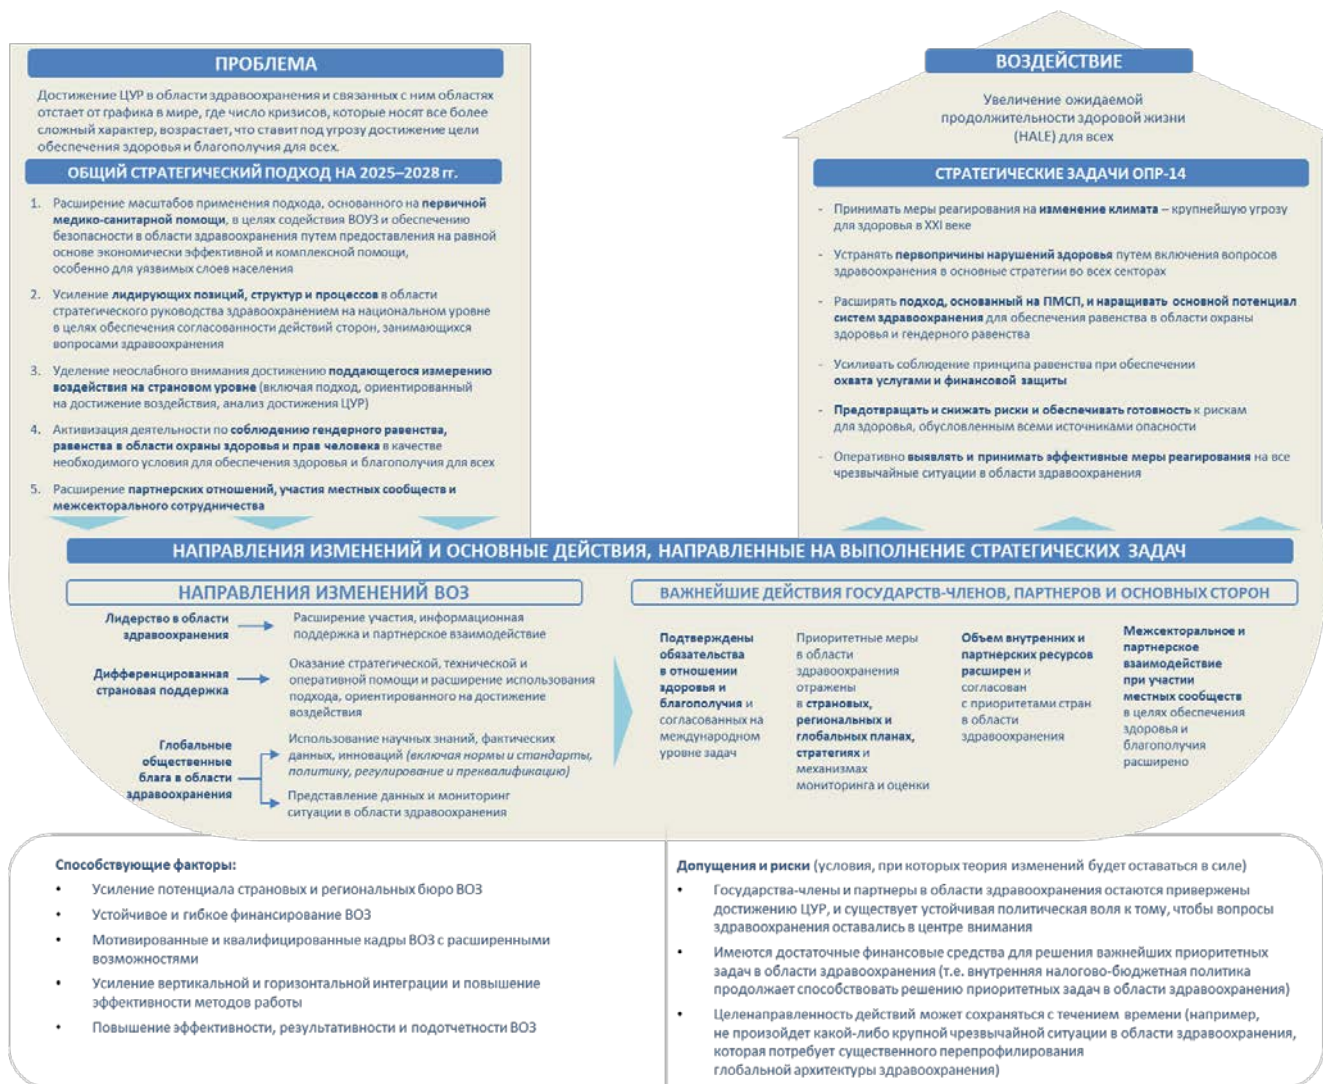 ПРОБЛЕМА
Достижение ЦУР в области здравоохранения и связанных с ним областях
отстает от графика в мире, где число кризисов, которые носят все более
сложный характер, возрастает, что ставит под угрозу достижение цели
обеспечения здоровья и благополучия для всех.
ОБЩИЙ СТРАТЕГИЧЕСКИЙ ПОДХОД НА 2025–2028 гг.
1. Расширение масштабов применения подхода, основанного на первичной
медико-санитарной помощи, в целях содействия ВОУЗ и обеспечению
безопасности в области здравоохранения путем предоставления на равной
основе экономически эффективной и комплексной помощи,
особенно для уязвимых слоев населения
2. Усиление лидирующих позиций, структур и процессов в области
стратегического руководства здравоохранением на национальном уровне
в целях обеспечения согласованности действий сторон, занимающихся
вопросами здравоохранения
3. Уделение неослабного внимания достижению поддающегося измерению
воздействия на страновом уровне (включая подход, ориентированный
на достижение воздействия, анализ достижения ЦУР)
4. Активизация деятельности по соблюдению гендерного равенства,
равенства в области охраны здоровья и прав человека в качестве
необходимого условия для обеспечения здоровья и благополучия для всех
5. Расширение партнерских отношений, участия местных сообществ и
межсекторального сотрудничества
ВОЗДЕЙСТВИЕ
Увеличение ожидаемой
продолжительности здоровой жизни
(HALE) для всех
СТРАТЕГИЧЕСКИЕ ЗАДАЧИ ОПР-14
- Принимать меры реагирования на изменение климата – крупнейшую угрозу
для здоровья в XXI веке
- Устранять первопричины нарушений здоровья путем включения вопросов
здравоохранения в основные стратегии во всех секторах
- Расширять подход, основанный на ПМСП, и наращивать основной потенциал
систем здравоохранения для обеспечения равенства в области охраны
здоровья и гендерного равенства
- Усиливать соблюдение принципа равенства при обеспечении
охвата услугами и финансовой защиты
- Предотвращать и снижать риски и обеспечивать готовность к рискам
для здоровья, обусловленным всеми источниками опасности
- Оперативно выявлять и принимать эффективные меры реагирования на все
чрезвычайные ситуации в области здравоохранения
НАПРАВЛЕНИЯ ИЗМЕНЕНИЙ И ОСНОВНЫЕ ДЕЙСТВИЯ, НАПРАВЛЕННЫЕ НА ВЫПОЛНЕНИЕ СТРАТЕГИЧЕСКИХ ЗАДАЧ
НАПРАВЛЕНИЯ ИЗМЕНЕНИЙ ВОЗ
Лидерство в области
здравоохранения
Расширение участия, информационная
поддержка и партнерское взаимодействие
Дифференцированная
страновая поддержка
Оказание стратегической, технической и
оперативной помощи и расширение использования
подхода, ориентированного на достижение
воздействия
Глобальные
общественные
блага в области
здравоохранения
Использование научных знаний, фактических
данных, инноваций (включая нормы и стандарты,
политику, регулирование и преквалификацию)
Представление данных и мониторинг
ситуации в области здравоохранения
ВАЖНЕЙШИЕ ДЕЙСТВИЯ ГОСУДАРСТВ-ЧЛЕНОВ, ПАРТНЕРОВ И ОСНОВНЫХ СТОРОН
Подтверждены
обязательства
в отношении
здоровья и
благополучия и
согласованных на
международном
уровне задач
Приоритетные меры
в области
здравоохранения
отражены
в страновых,
региональных и
глобальных планах,
стратегиях и
механизмах
мониторинга и оценки
Объем внутренних и
партнерских ресурсов
расширен и
согласован
с приоритетами стран
в области
здравоохранения
Межсекторальное и
партнерское
взаимодействие
при участии
местных сообществ
в целях обеспечения
здоровья и
благополучия
расширено
Способствующие факторы:
• Усиление потенциала страновых и региональных бюро ВОЗ
• Устойчивое и гибкое финансирование ВОЗ
• Мотивированные и квалифицированные кадры ВОЗ с расширенными
возможностями
• Усиление вертикальной и горизонтальной интеграции и повышение
эффективности методов работы
• Повышение эффективности, результативности и подотчетности ВОЗ
Допущения и риски (условия, при которых теория изменений будет оставаться в силе)
• Государства-члены и партнеры в области здравоохранения остаются привержены
достижению ЦУР, и существует устойчивая политическая воля к тому, чтобы вопросы
здравоохранения оставались в центре внимания
• Имеются достаточные финансовые средства для решения важнейших приоритетных
задач в области здравоохранения (т.е. внутренняя налогово-бюджетная политика
продолжает способствовать решению приоритетных задач в области здравоохранения)
• Целенаправленность действий может сохраняться с течением времени (например,
не произойдет какой-либо крупной чрезвычайной ситуации в области здравоохранения,
которая потребует существенного перепрофилирования
глобальной архитектуры здравоохранения)